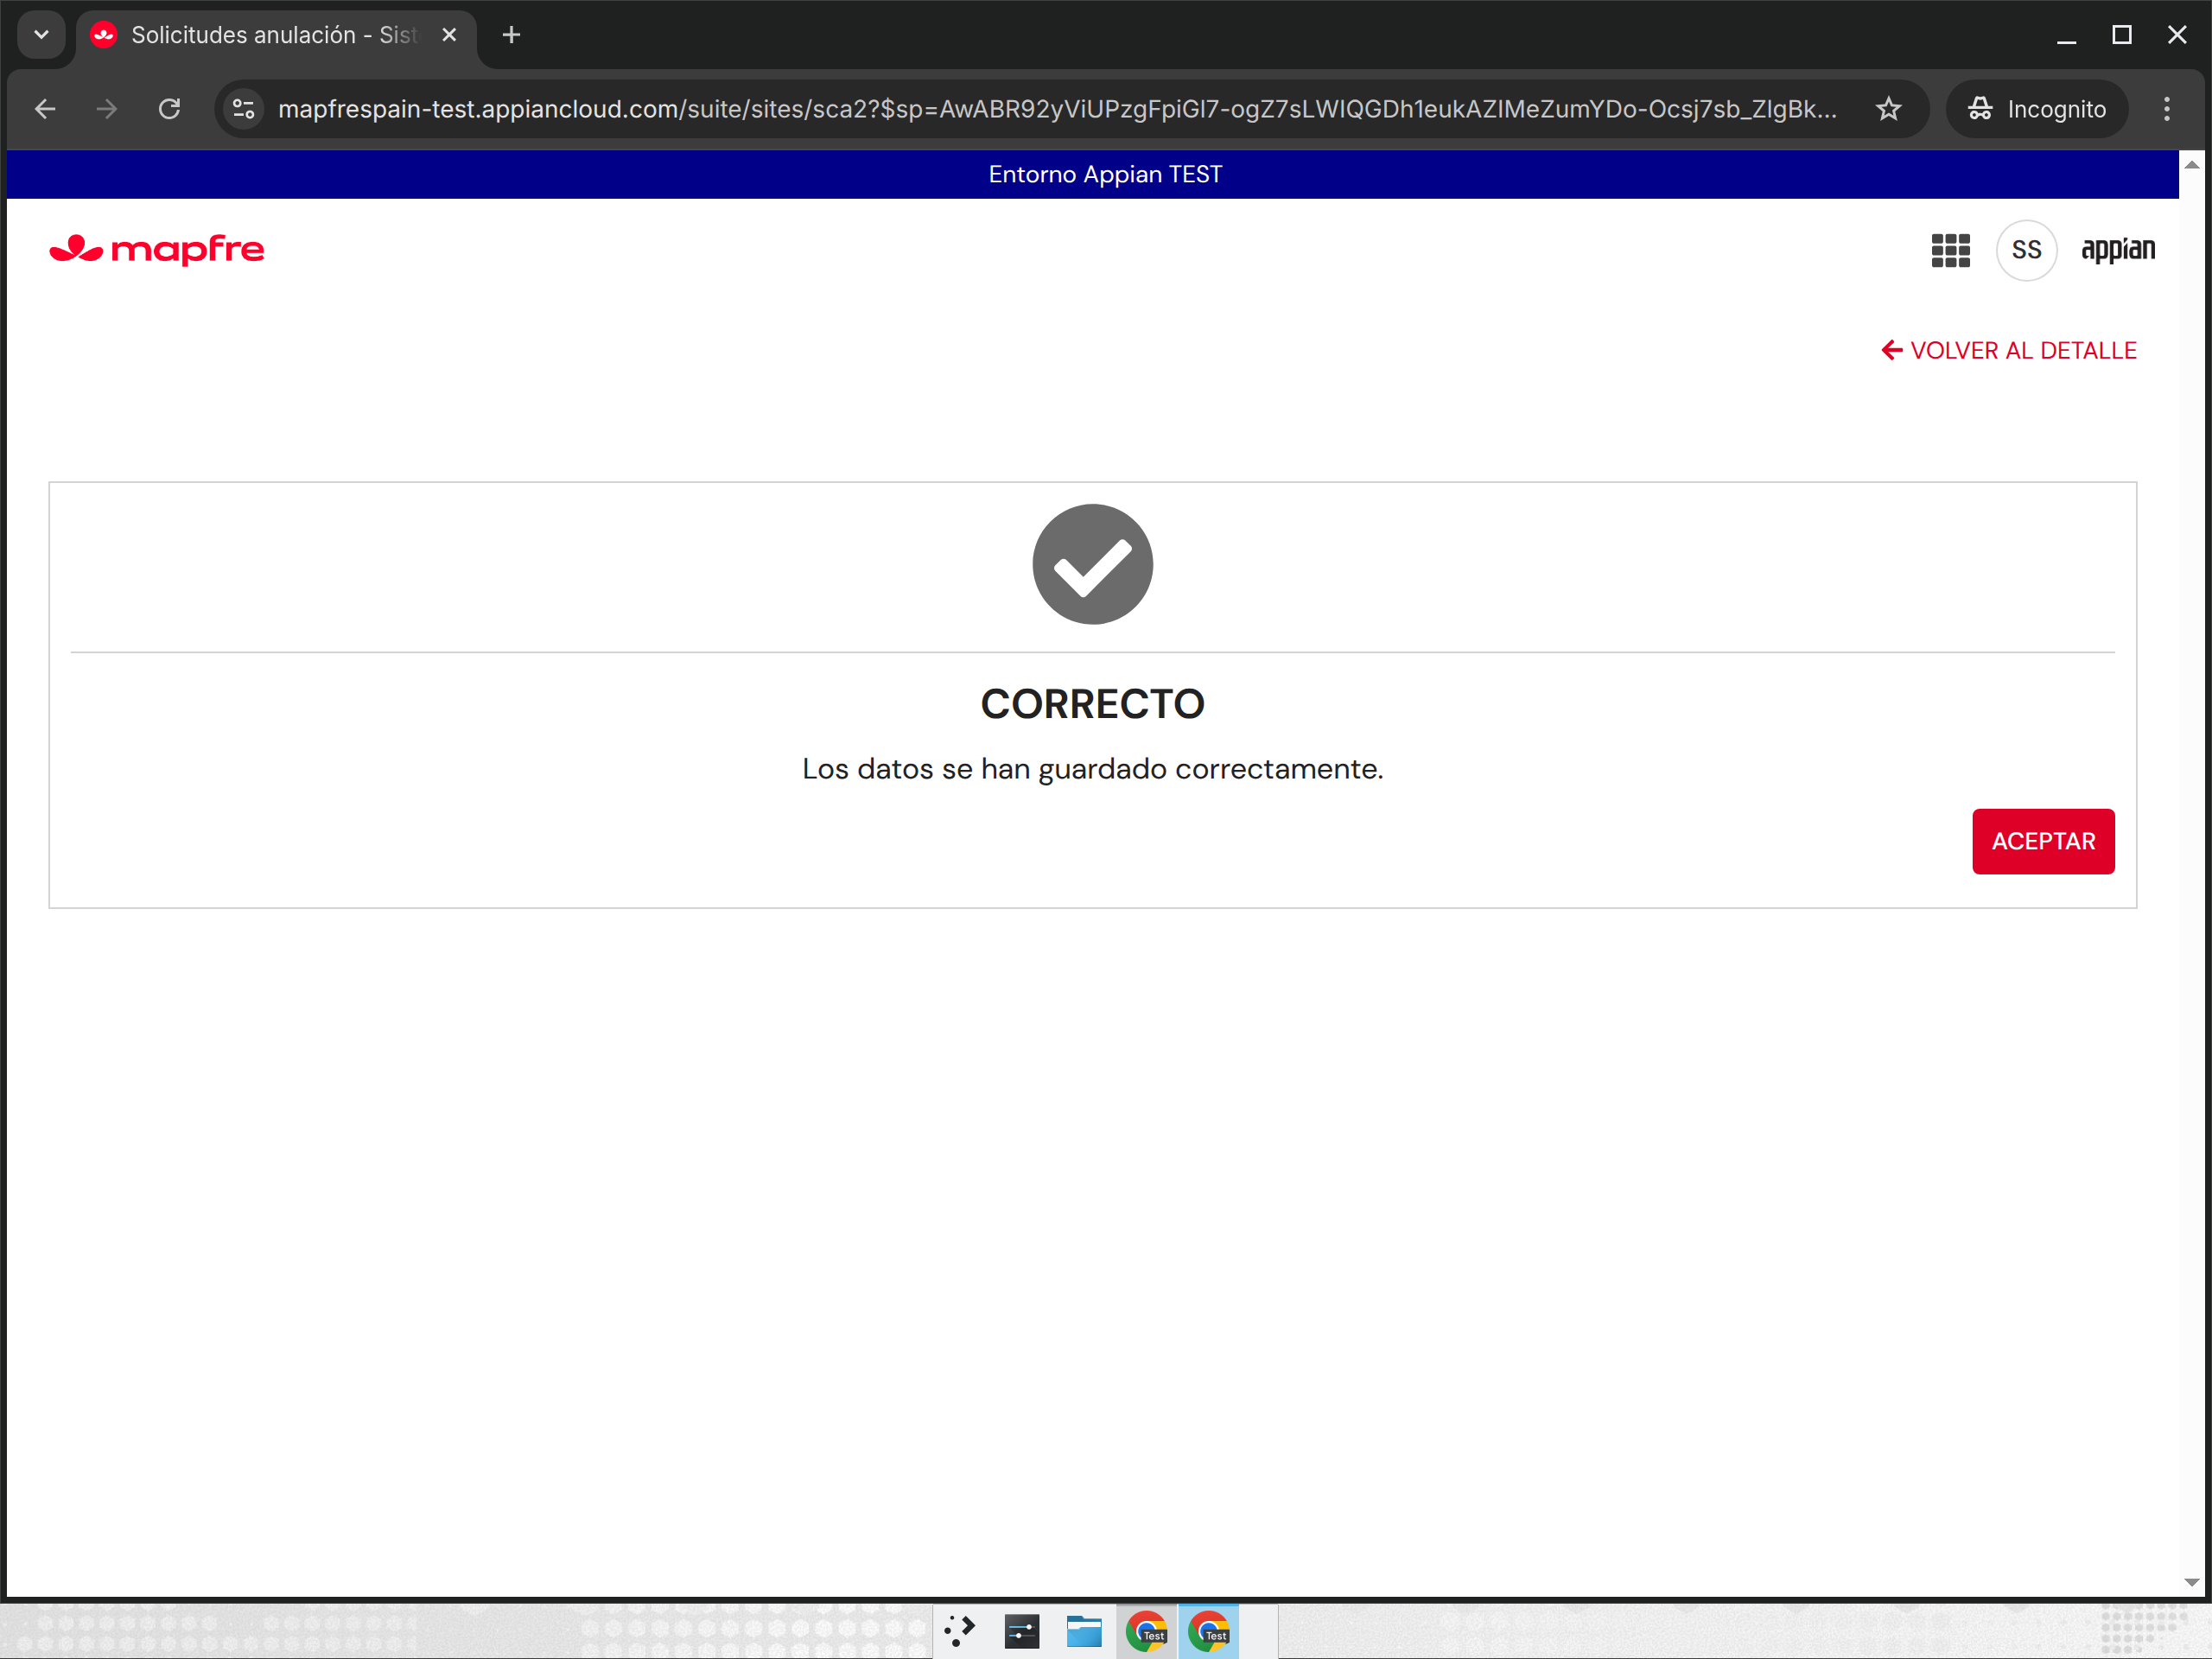 Solicitudes anulación - Sist
mapfrespain-test.appiancloud.com/suite/sites/sca2?$sp=AwABR92yViUPzgFpiGI7-ogZ7sLWIQGDh1eukAZIMeZumYDo-Ocsj7sb_ZIgBk...
Incognito
Entorno Appian TEST
mapfre
SS
appian
← VOLVER AL DETALLE
CORRECTO
Los datos se han guardado correctamente.
ACEPTAR
Test
Test